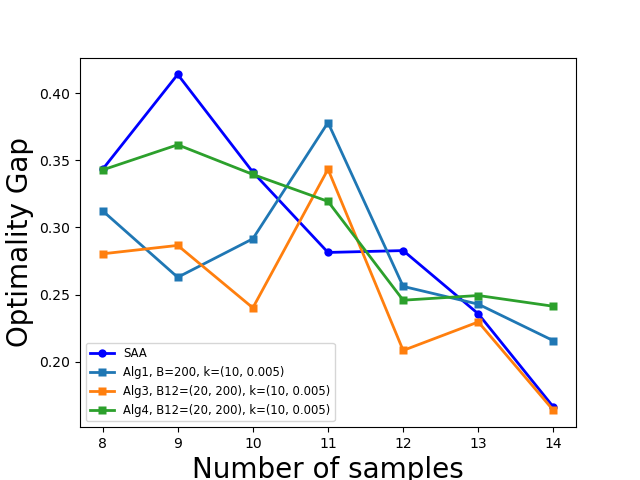 Optimality Gap
0.40
0.35
0.30
0.25
0.20
SAA
Alg1, B=200, k=(10, 0.005)
Alg3, B12=(20, 200), k=(10, 0.005)
Alg4, B12=(20, 200), k=(10, 0.005)
8 9 10 11 12 13 14
Number of samples